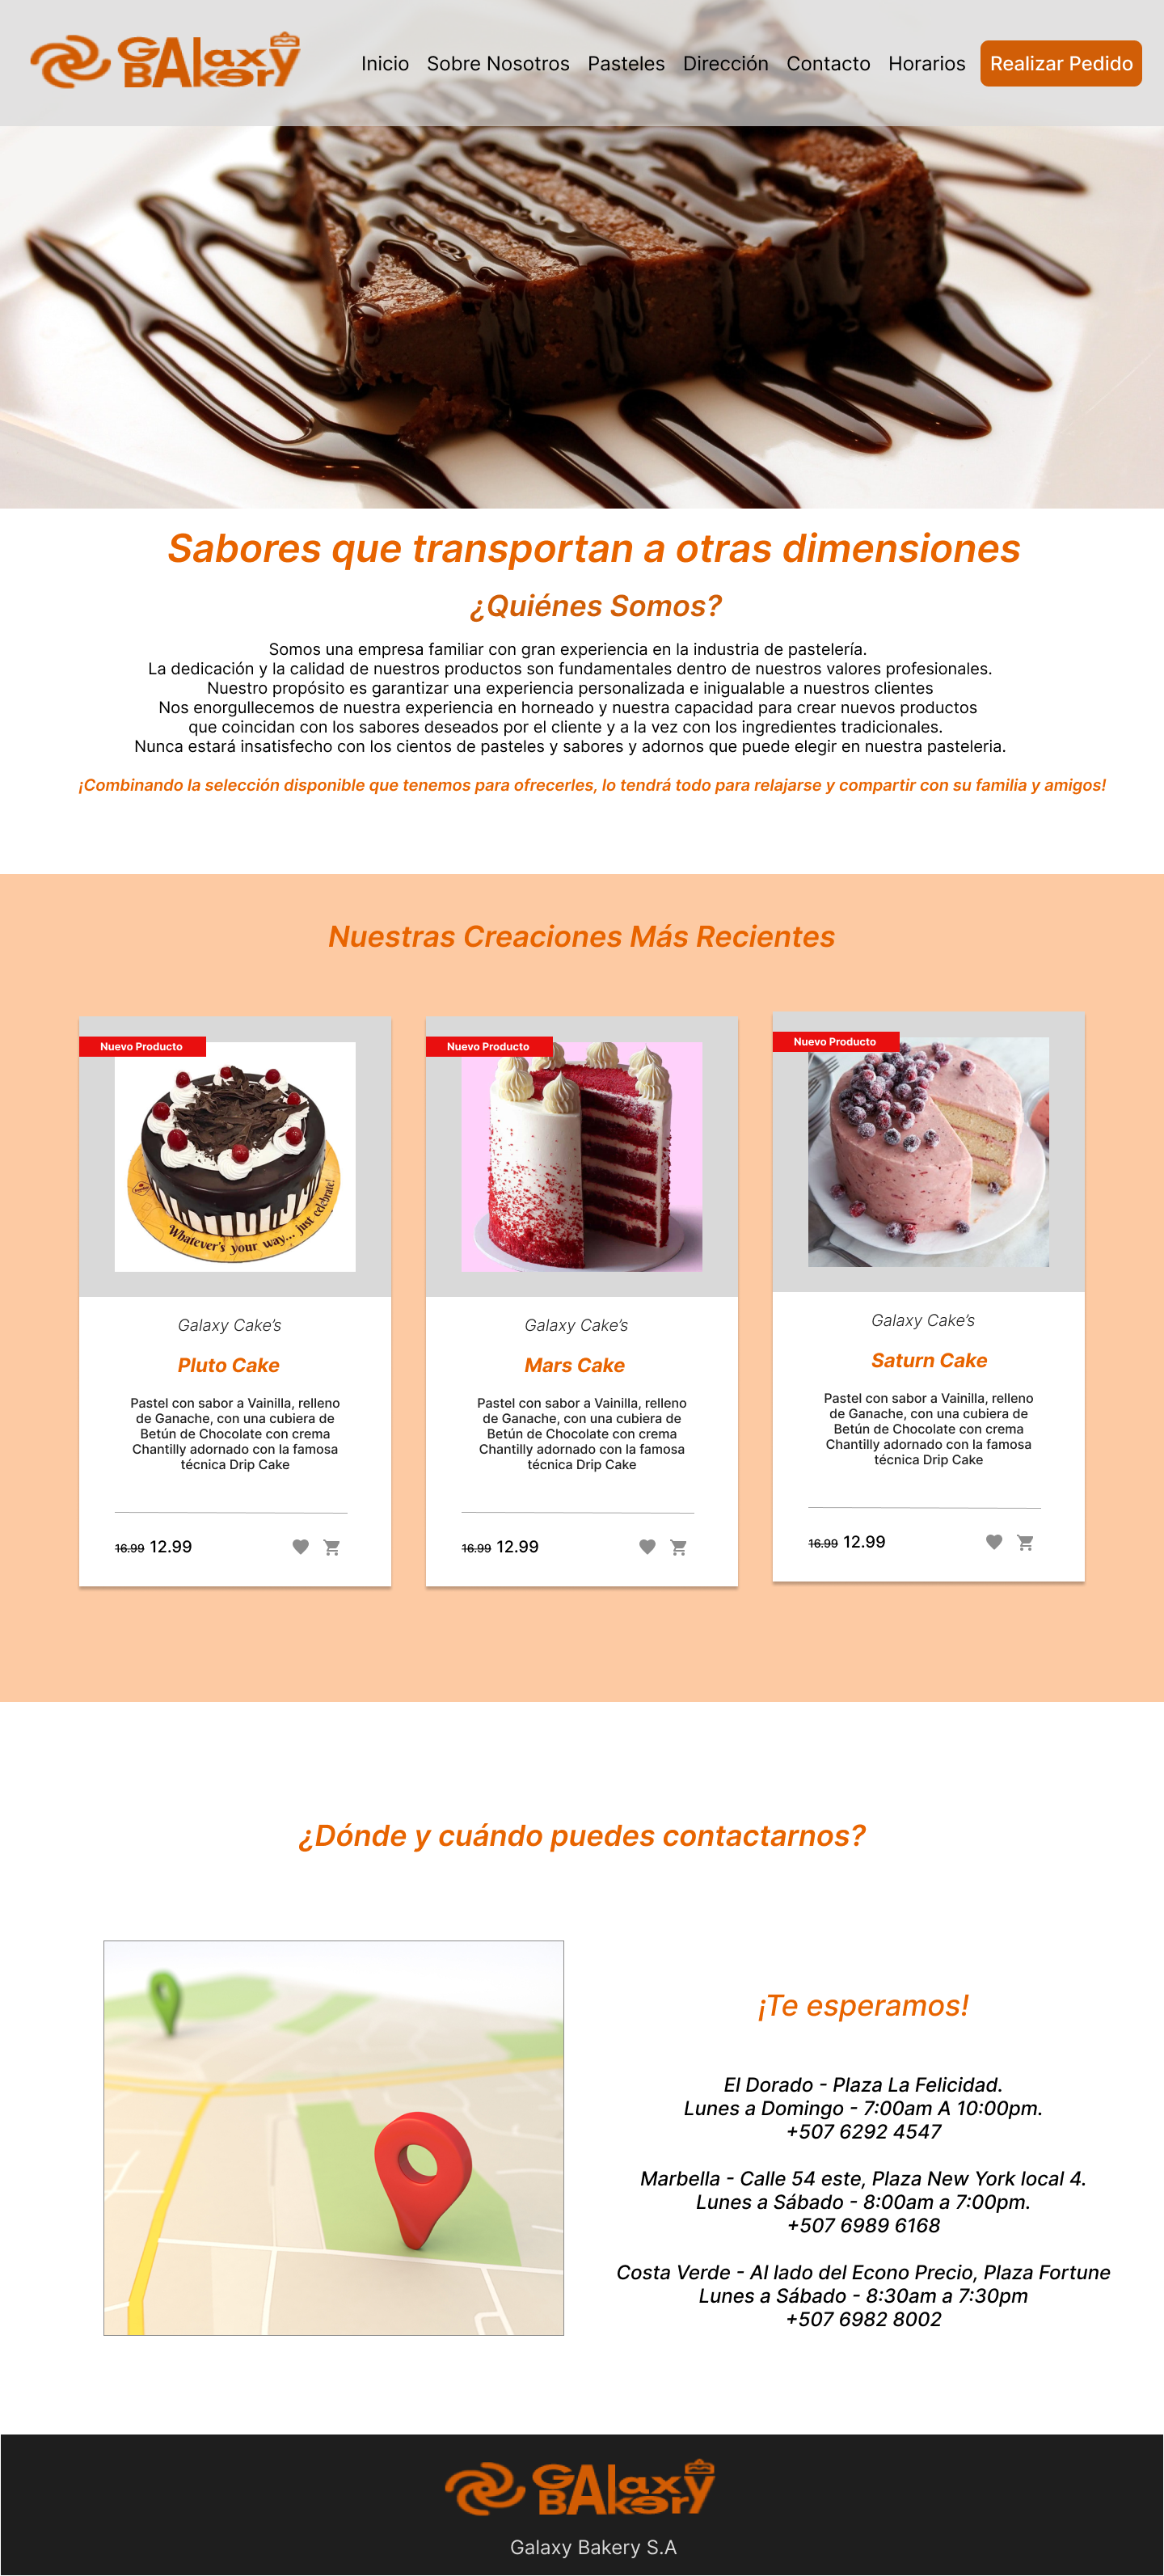 GAlaxy
BAkery
Inicio Sobre Nosotros Pasteles Dirección Contacto Horarios Realizar Pedido
Sabores que transportan a otras dimensiones
¿Quiénes Somos?
Somos una empresa familiar con gran experiencia en la industria de pastelería.
La dedicación y la calidad de nuestros productos son fundamentales dentro de nuestros valores profesionales.
Nuestro propósito es garantizar una experiencia personalizada e inigualable a nuestros clientes
Nos enorgullecemos de nuestra experiencia en horneado y nuestra capacidad para crear nuevos productos
que coincidan con los sabores deseados por el cliente y a la vez con los ingredientes tradicionales.
Nunca estará insatisfecho con los cientos de pasteles y sabores y adornos que puede elegir en nuestra pasteleria.
¡Combinando la selección disponible que tenemos para ofrecerles, lo tendrá todo para relajarse y compartir con su familia y amigos!
Nuestras Creaciones Más Recientes
Nuevo Producto
Whatever's your way... just celebrate!
Galaxy Cake's
Pluto Cake
Pastel con sabor a Vainilla, relleno
de Ganache, con una cubiera de
Betún de Chocolate con crema
Chantilly adornado con la famosa
técnica Drip Cake
16.99 12.99
Nuevo Producto
Galaxy Cake's
Mars Cake
Pastel con sabor a Vainilla, relleno
de Ganache, con una cubiera de
Betún de Chocolate con crema
Chantilly adornado con la famosa
técnica Drip Cake
16.99 12.99
Nuevo Producto
Galaxy Cake's
Saturn Cake
Pastel con sabor a Vainilla, relleno
de Ganache, con una cubiera de
Betún de Chocolate con crema
Chantilly adornado con la famosa
técnica Drip Cake
16.99 12.99
¿Dónde y cuándo puedes contactarnos?
¡Te esperamos!
El Dorado - Plaza La Felicidad.
Lunes a Domingo - 7:00am A 10:00pm.
+507 6292 4547
Marbella - Calle 54 este, Plaza New York local 4.
Lunes a Sábado - 8:00am a 7:00pm.
+507 6989 6168
Costa Verde - Al lado del Econo Precio, Plaza Fortune
Lunes a Sábado - 8:30am a 7:30pm
+507 6982 8002
GAlaxy
BAkery
Galaxy Bakery S.A